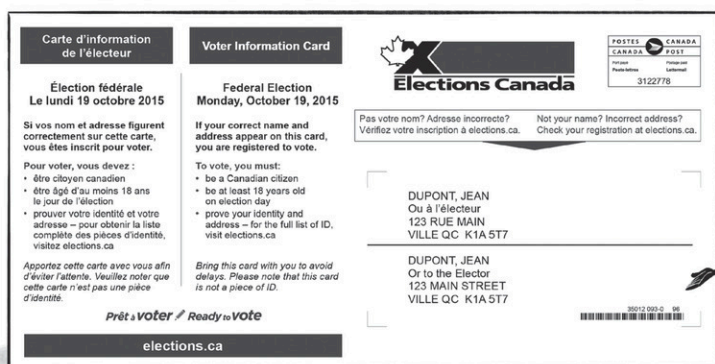 Carte d'information
de l'électeur
Élection fédérale
Le lundi 19 octobre 2015
Si vos nom et adresse figurent
correctement sur cette carte,
vous êtes inscrit pour voter.
Pour voter, vous devez :
• être citoyen canadien
• être âgé d'au moins 18 ans
le jour de l'élection
• prouver votre identité et votre
adresse – pour obtenir la liste
complète des pièces d'identité,
visitez elections.ca
Apportez cette carte avec vous afin
d'éviter l'attente. Veuillez noter que
cette carte n'est pas une pièce
d'identité.
Voter Information Card
Federal Election
Monday, October 19, 2015
If your correct name and
address appear on this card,
you are registered to vote.
To vote, you must:
• be a Canadian citizen
• be at least 18 years old
on election day
• prove your identity and
address – for the full list of ID,
visit elections.ca
Bring this card with you to avoid
delays. Please note that this card
is not a piece of ID.
Prêt à voter Ready to vote
elections.ca
Elections Canada
POSTES CANADA
CANADA POST
Port payé Postage paid
Poste-lettres Lettermail
3122778
Pas votre nom? Adresse incorrecte?
Vérifiez votre inscription à elections.ca.
Not your name? Incorrect address?
Check your registration at elections.ca.
DUPONT, JEAN
Ou à l'électeur
123 RUE MAIN
VILLE QC K1A 5T7
DUPONT, JEAN
Or to the Elector
123 MAIN STREET
VILLE QC K1A 5T7
35012 093-0 96